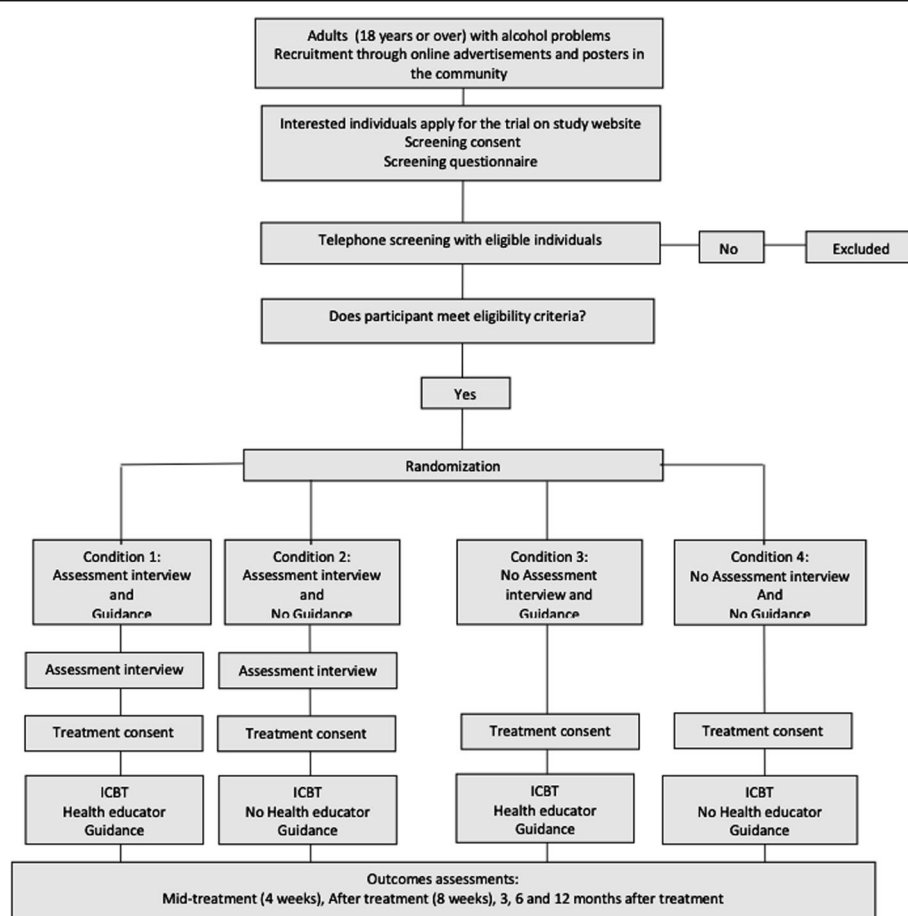 Adults (18 years or over) with alcohol problems
Recruitment through online advertisements and posters in
the community
Interested individuals apply for the trial on study website
Screening consent
Screening questionnaire
Telephone screening with eligible individuals
No
Excluded
Does participant meet eligibility criteria?
Yes
Randomization
Condition 1:
Assessment interview
and
Guidance
Condition 2:
Assessment interview
and
No Guidance
Condition 3:
No Assessment
interview and
Guidance
Condition 4:
No Assessment interview
And
No Guidance
Assessment interview
Assessment interview
Treatment consent
Treatment consent
Treatment consent
Treatment consent
ICBT
Health educator
Guidance
ICBT
No Health educator
Guidance
ICBT
Health educator
Guidance
ICBT
No Health educator
Guidance
Outcomes assessments:
Mid-treatment (4 weeks), After treatment (8 weeks), 3, 6 and 12 months after treatment